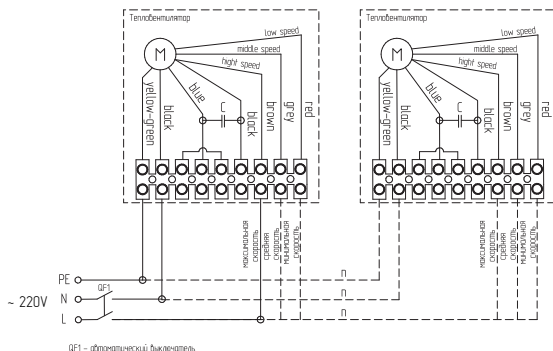 Тепловентилятор
low speed
middle speed
hight speed
M
yellow-green
black
blue
C
black
brown
grey
red
максимальная
скорость
средняя
скорость
минимальная
скорость
Тепловентилятор
low speed
middle speed
hight speed
M
yellow-green
black
blue
C
black
brown
grey
red
максимальная
скорость
средняя
скорость
минимальная
скорость
PE
n
~ 220V
N
QF1
n
L
n
QF1 – автоматический выключатель